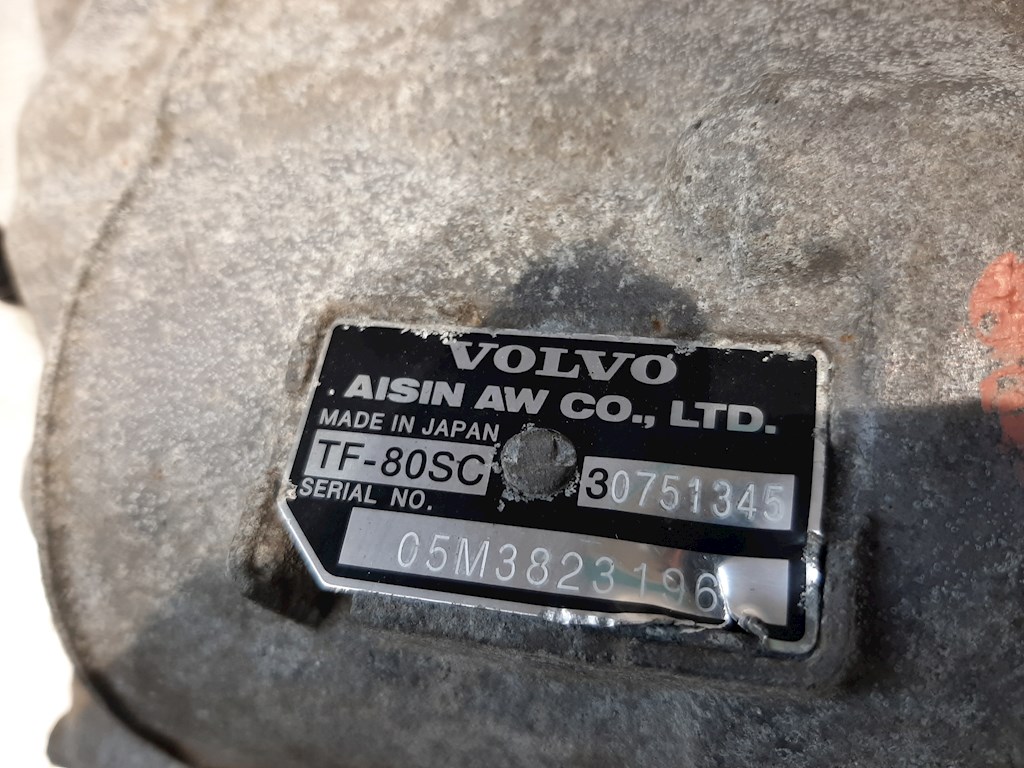 VOLVO
AISIN AW CO., LTD.
MADE IN JAPAN
TF-80SC 30751345
SERIAL NO.
05M3823196